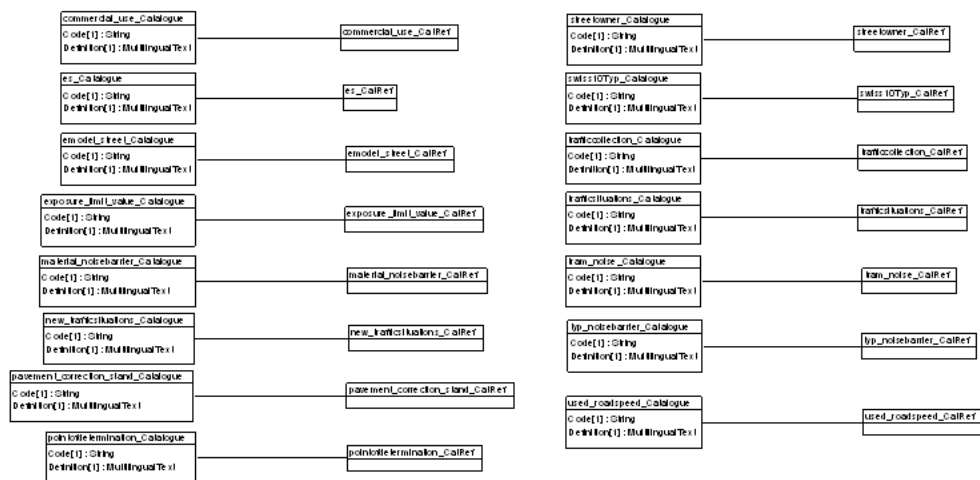 commercial_use_Catalogue
Code[1] : String
Definition[1] : MultilingualText
commercial_use_CatRef
es_Catalogue
Code[1] : String
Definition[1] : MultilingualText
es_CatRef
emodel_street_Catalogue
Code[1] : String
Definition[1] : MultilingualText
emodel_street_CatRef
exposure_limit_value_Catalogue
Code[1] : String
Definition[1] : MultilingualText
exposure_limit_value_CatRef
material_noisebarrier_Catalogue
Code[1] : String
Definition[1] : MultilingualText
material_noisebarrier_CatRef
new_trafficsituations_Catalogue
Code[1] : String
Definition[1] : MultilingualText
new_trafficsituations_CatRef
pavement_correction_stand_Catalogue
Code[1] : String
Definition[1] : MultilingualText
pavement_correction_stand_CatRef
pointofdetermination_Catalogue
Code[1] : String
Definition[1] : MultilingualText
pointofdetermination_CatRef
streetowner_Catalogue
Code[1] : String
Definition[1] : MultilingualText
streetowner_CatRef
swiss10Typ_Catalogue
Code[1] : String
Definition[1] : MultilingualText
swiss10Typ_CatRef
trafficcollection_Catalogue
Code[1] : String
Definition[1] : MultilingualText
trafficcollection_CatRef
trafficsituations_Catalogue
Code[1] : String
Definition[1] : MultilingualText
trafficsituations_CatRef
tram_noise_Catalogue
Code[1] : String
Definition[1] : MultilingualText
tram_noise_CatRef
typ_noisebarrier_Catalogue
Code[1] : String
Definition[1] : MultilingualText
typ_noisebarrier_CatRef
used_roadspeed_Catalogue
Code[1] : String
Definition[1] : MultilingualText
used_roadspeed_CatRef